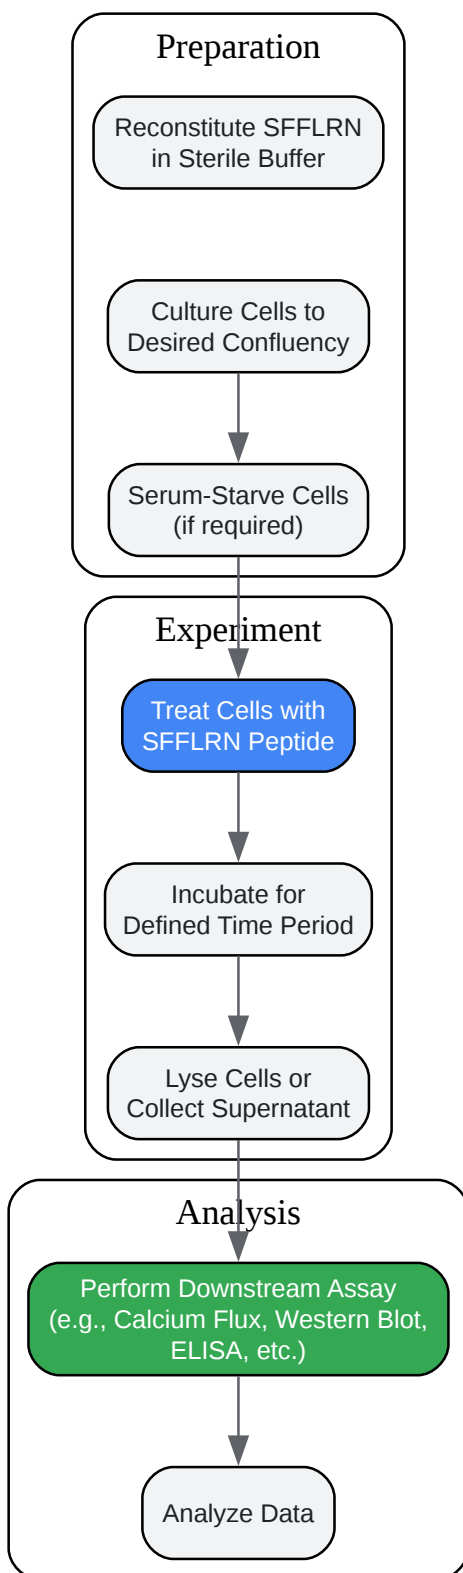 Preparation
Reconstitute SFFLRN
in Sterile Buffer
Culture Cells to
Desired Confluency
Serum-Starve Cells
(if required)
Experiment
Treat Cells with
SFFLRN Peptide
Incubate for
Defined Time Period
Lyse Cells or
Collect Supernatant
Analysis
Perform Downstream Assay
(e.g., Calcium Flux, Western Blot,
ELISA, etc.)
Analyze Data